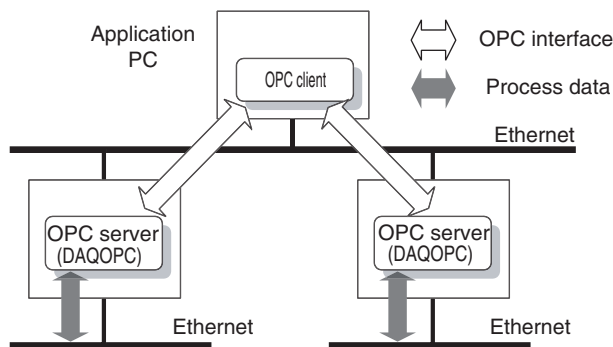 Application
PC
OPC client
OPC interface
Process data
Ethernet
OPC server
(DAQOPC)
OPC server
(DAQOPC)
Ethernet
Ethernet